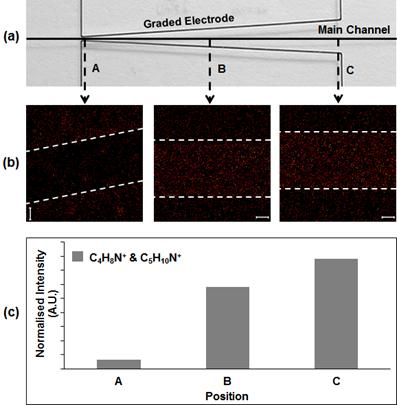 (a)
Graded Electrode
Main Channel
A
B
C
(b)
(c)
Normalised Intensity
(A.U.)
C₄H₈N⁺ & C₅H₁₀N⁺
A B C
Position